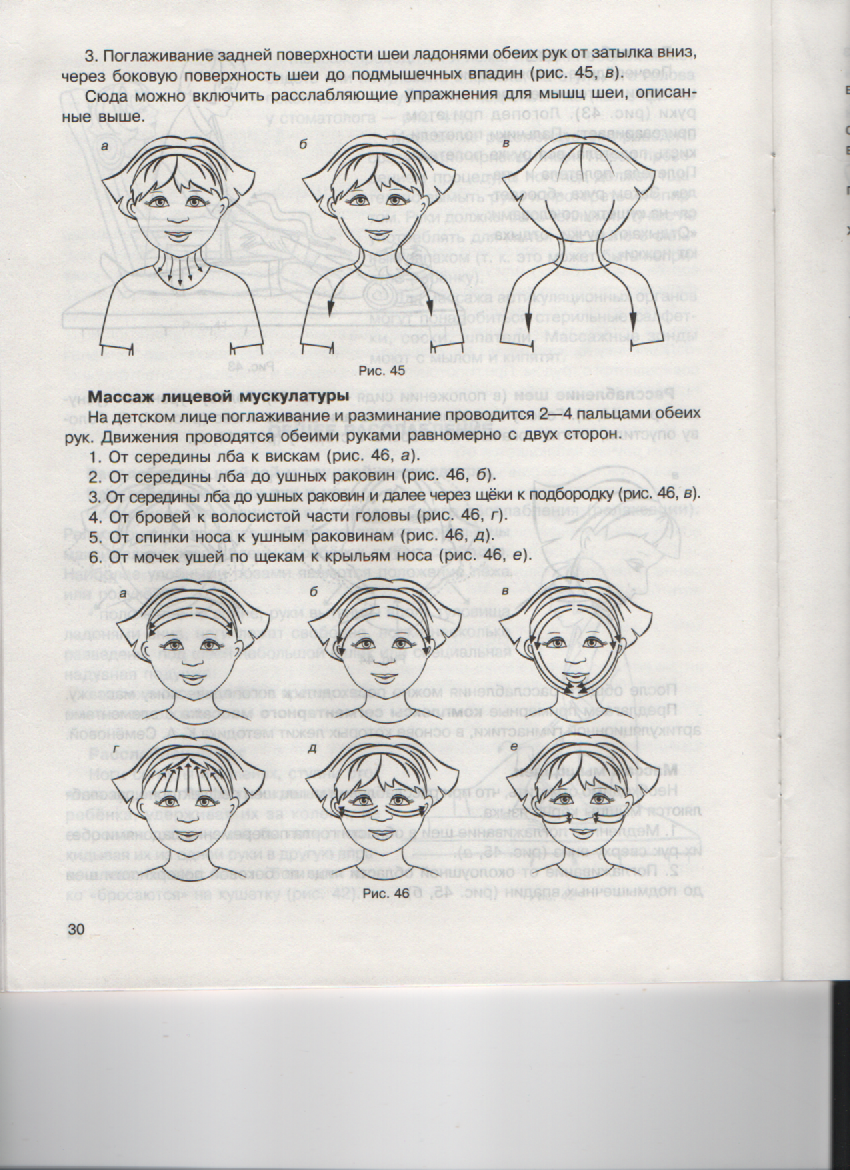 3. Поглаживание задней поверхности шеи ладонями обеих рук от затылка вниз,
через боковую поверхность шеи до подмышечных впадин (рис. 45, в).
Сюда можно включить расслабляющие упражнения для мышц шеи, описан-
ные выше.
а б в
Рис. 45
Массаж лицевой мускулатуры
На детском лице поглаживание и разминание проводится 2—4 пальцами обеих
рук. Движения проводятся обеими руками равномерно с двух сторон.
1. От середины лба к вискам (рис. 46, а).
2. От середины лба до ушных раковин (рис. 46, б).
3. От середины лба до ушных раковин и далее через щёки к подбородку (рис. 46, в).
4. От бровей к волосистой части головы (рис. 46, г).
5. От спинки носа к ушным раковинам (рис. 46, д).
6. От мочек ушей по щекам к крыльям носа (рис. 46, е).
а б в
г д е
Рис. 46
30